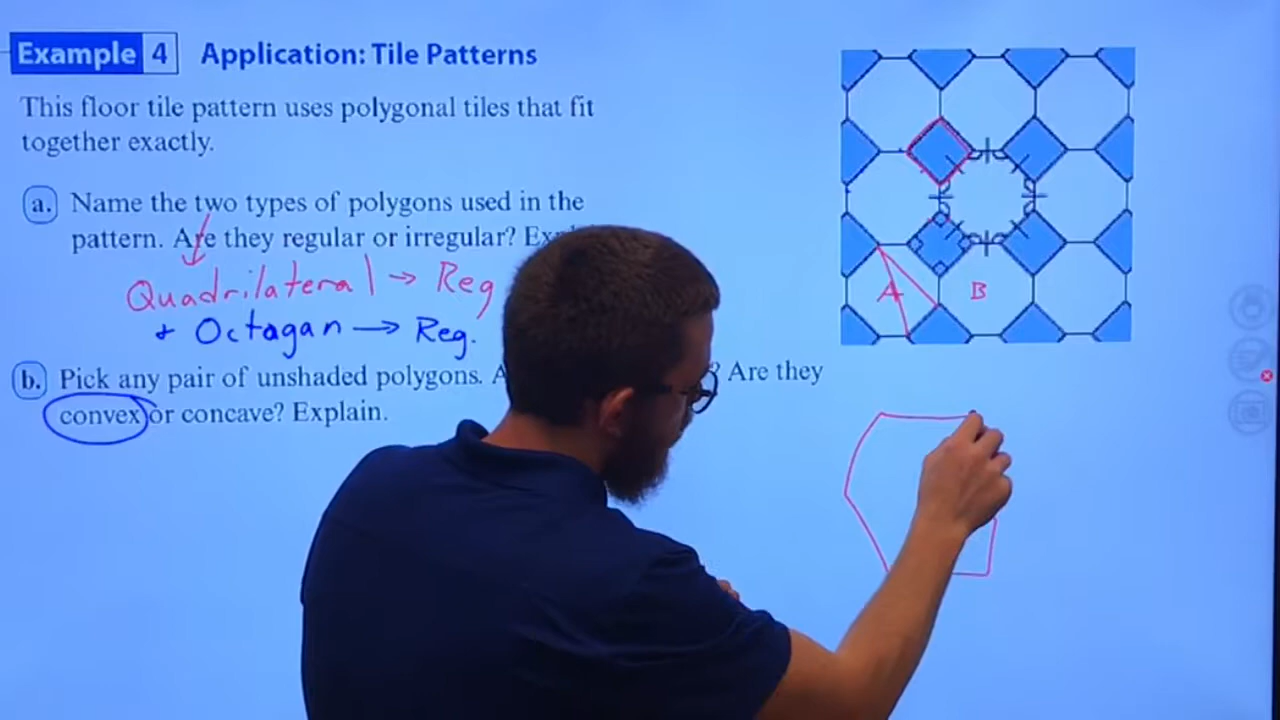 Example 4 Application: Tile Patterns
This floor tile pattern uses polygonal tiles that fit
together exactly.
a. Name the two types of polygons used in the
pattern. Are they regular or irregular?
Quadrilateral → Reg
+ Octagan → Reg.
b. Pick any pair of unshaded polygons. ? Are they
convex or concave? Explain.
A B